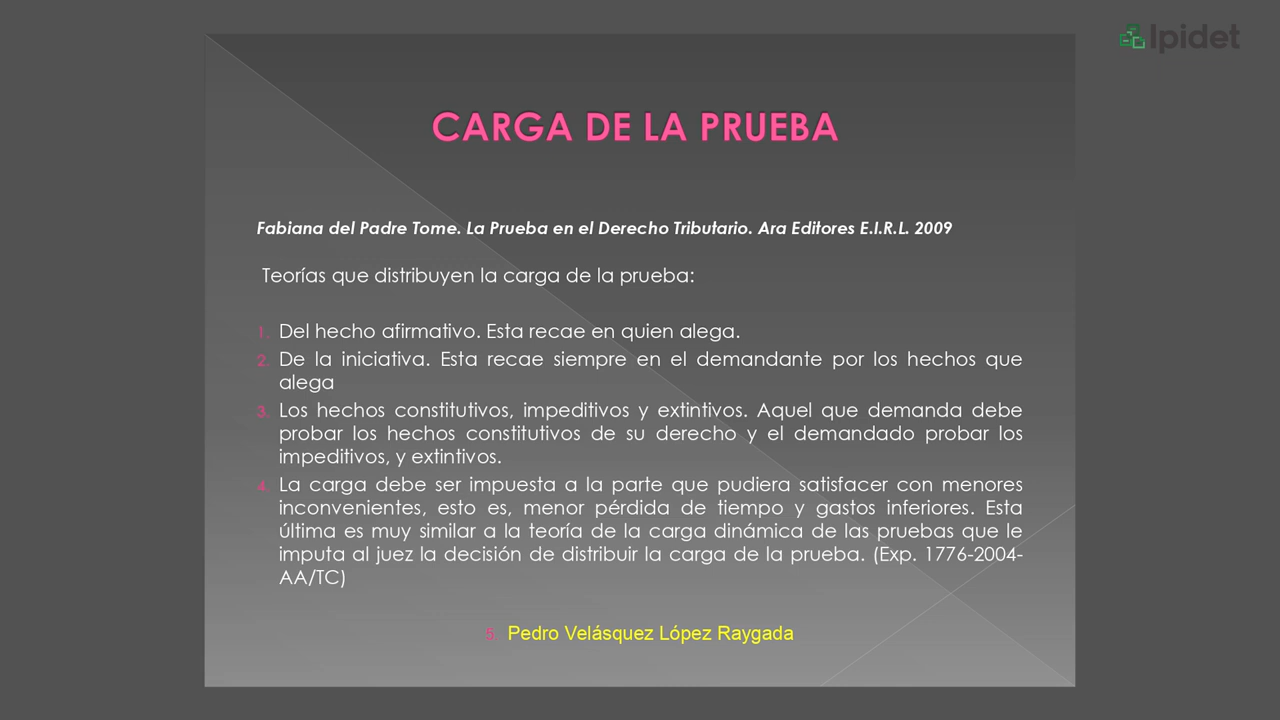 Ipidet
CARGA DE LA PRUEBA
Fabiana del Padre Tome. La Prueba en el Derecho Tributario. Ara Editores E.I.R.L. 2009
Teorías que distribuyen la carga de la prueba:
1. Del hecho afirmativo. Esta recae en quien alega.
2. De la iniciativa. Esta recae siempre en el demandante por los hechos que
alega
3. Los hechos constitutivos, impeditivos y extintivos. Aquel que demanda debe
probar los hechos constitutivos de su derecho y el demandado probar los
impeditivos, y extintivos.
4. La carga debe ser impuesta a la parte que pudiera satisfacer con menores
inconvenientes, esto es, menor pérdida de tiempo y gastos inferiores. Esta
última es muy similar a la teoría de la carga dinámica de las pruebas que le
imputa al juez la decisión de distribuir la carga de la prueba. (Exp. 1776-2004-
AA/TC)
5. Pedro Velásquez López Raygada